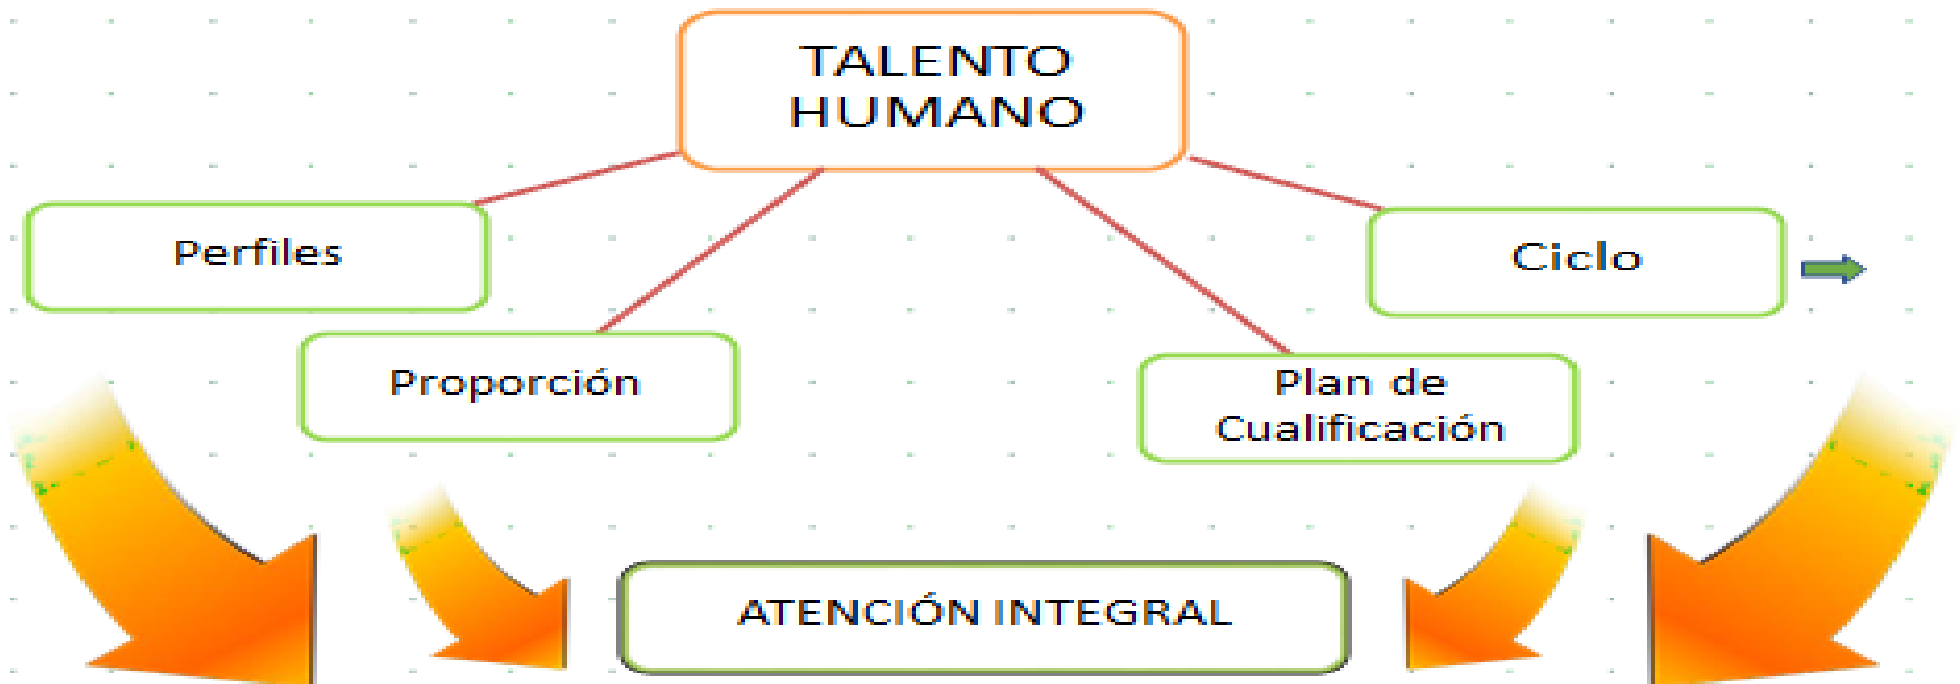 TALENTO
HUMANO
Perfiles
Ciclo
Proporción
Plan de
Cualificación
ATENCIÓN INTEGRAL